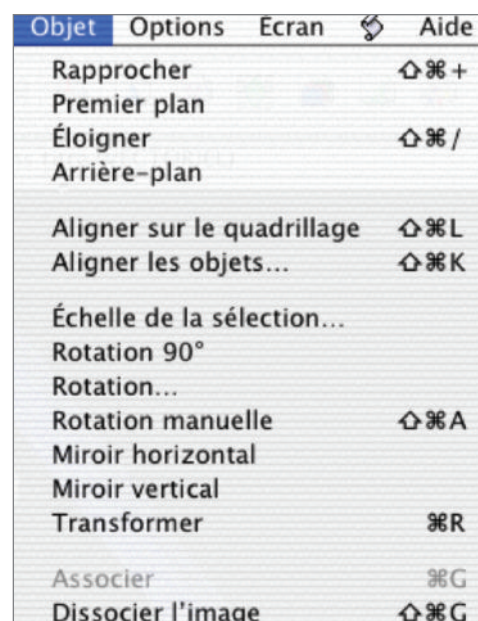 Objet Options Écran Aide
Rapprocher ⇧⌘+
Premier plan
Éloigner ⇧⌘/
Arrière-plan
Aligner sur le quadrillage ⇧⌘L
Aligner les objets... ⇧⌘K
Échelle de la sélection...
Rotation 90°
Rotation...
Rotation manuelle ⇧⌘A
Miroir horizontal
Miroir vertical
Transformer ⌘R
Associer ⌘G
Dissocier l'image ⇧⌘G